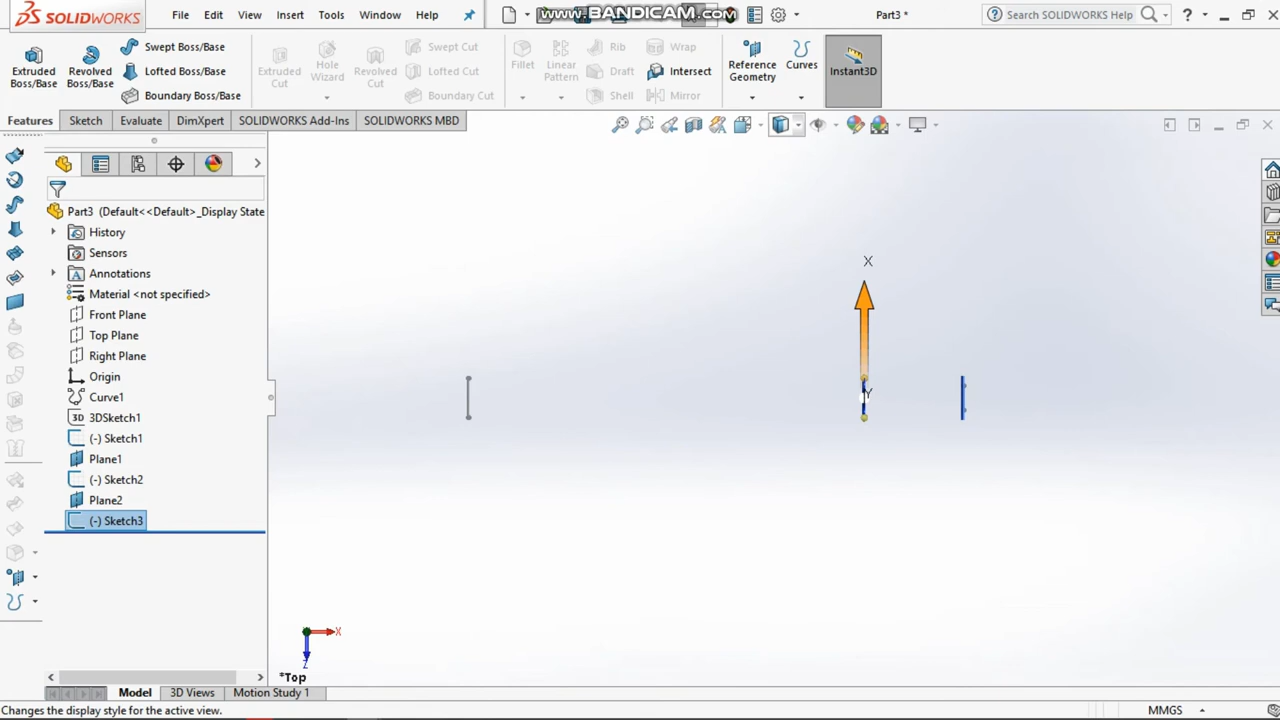 SOLIDWORKS File Edit View Insert Tools Window Help www.BANDICAM.com Part3 * Search SOLIDWORKS Help ?
Extruded Boss/Base
Revolved Boss/Base
Swept Boss/Base
Lofted Boss/Base
Boundary Boss/Base
Extruded Cut
Hole Wizard
Revolved Cut
Swept Cut
Lofted Cut
Boundary Cut
Fillet
Linear Pattern
Rib
Draft
Shell
Wrap
Intersect
Mirror
Reference Geometry
Curves
Instant3D
Features Sketch Evaluate DimXpert SOLIDWORKS Add-Ins SOLIDWORKS MBD
Part3 (Default<<Default>_Display State
History
Sensors
Annotations
Material <not specified>
Front Plane
Top Plane
Right Plane
Origin
Curve1
3D 3DSketch1
(-) Sketch1
Plane1
(-) Sketch2
Plane2
(-) Sketch3
X
Y
X
Z
*Top
Model 3D Views Motion Study 1
Changes the display style for the active view. MMGS